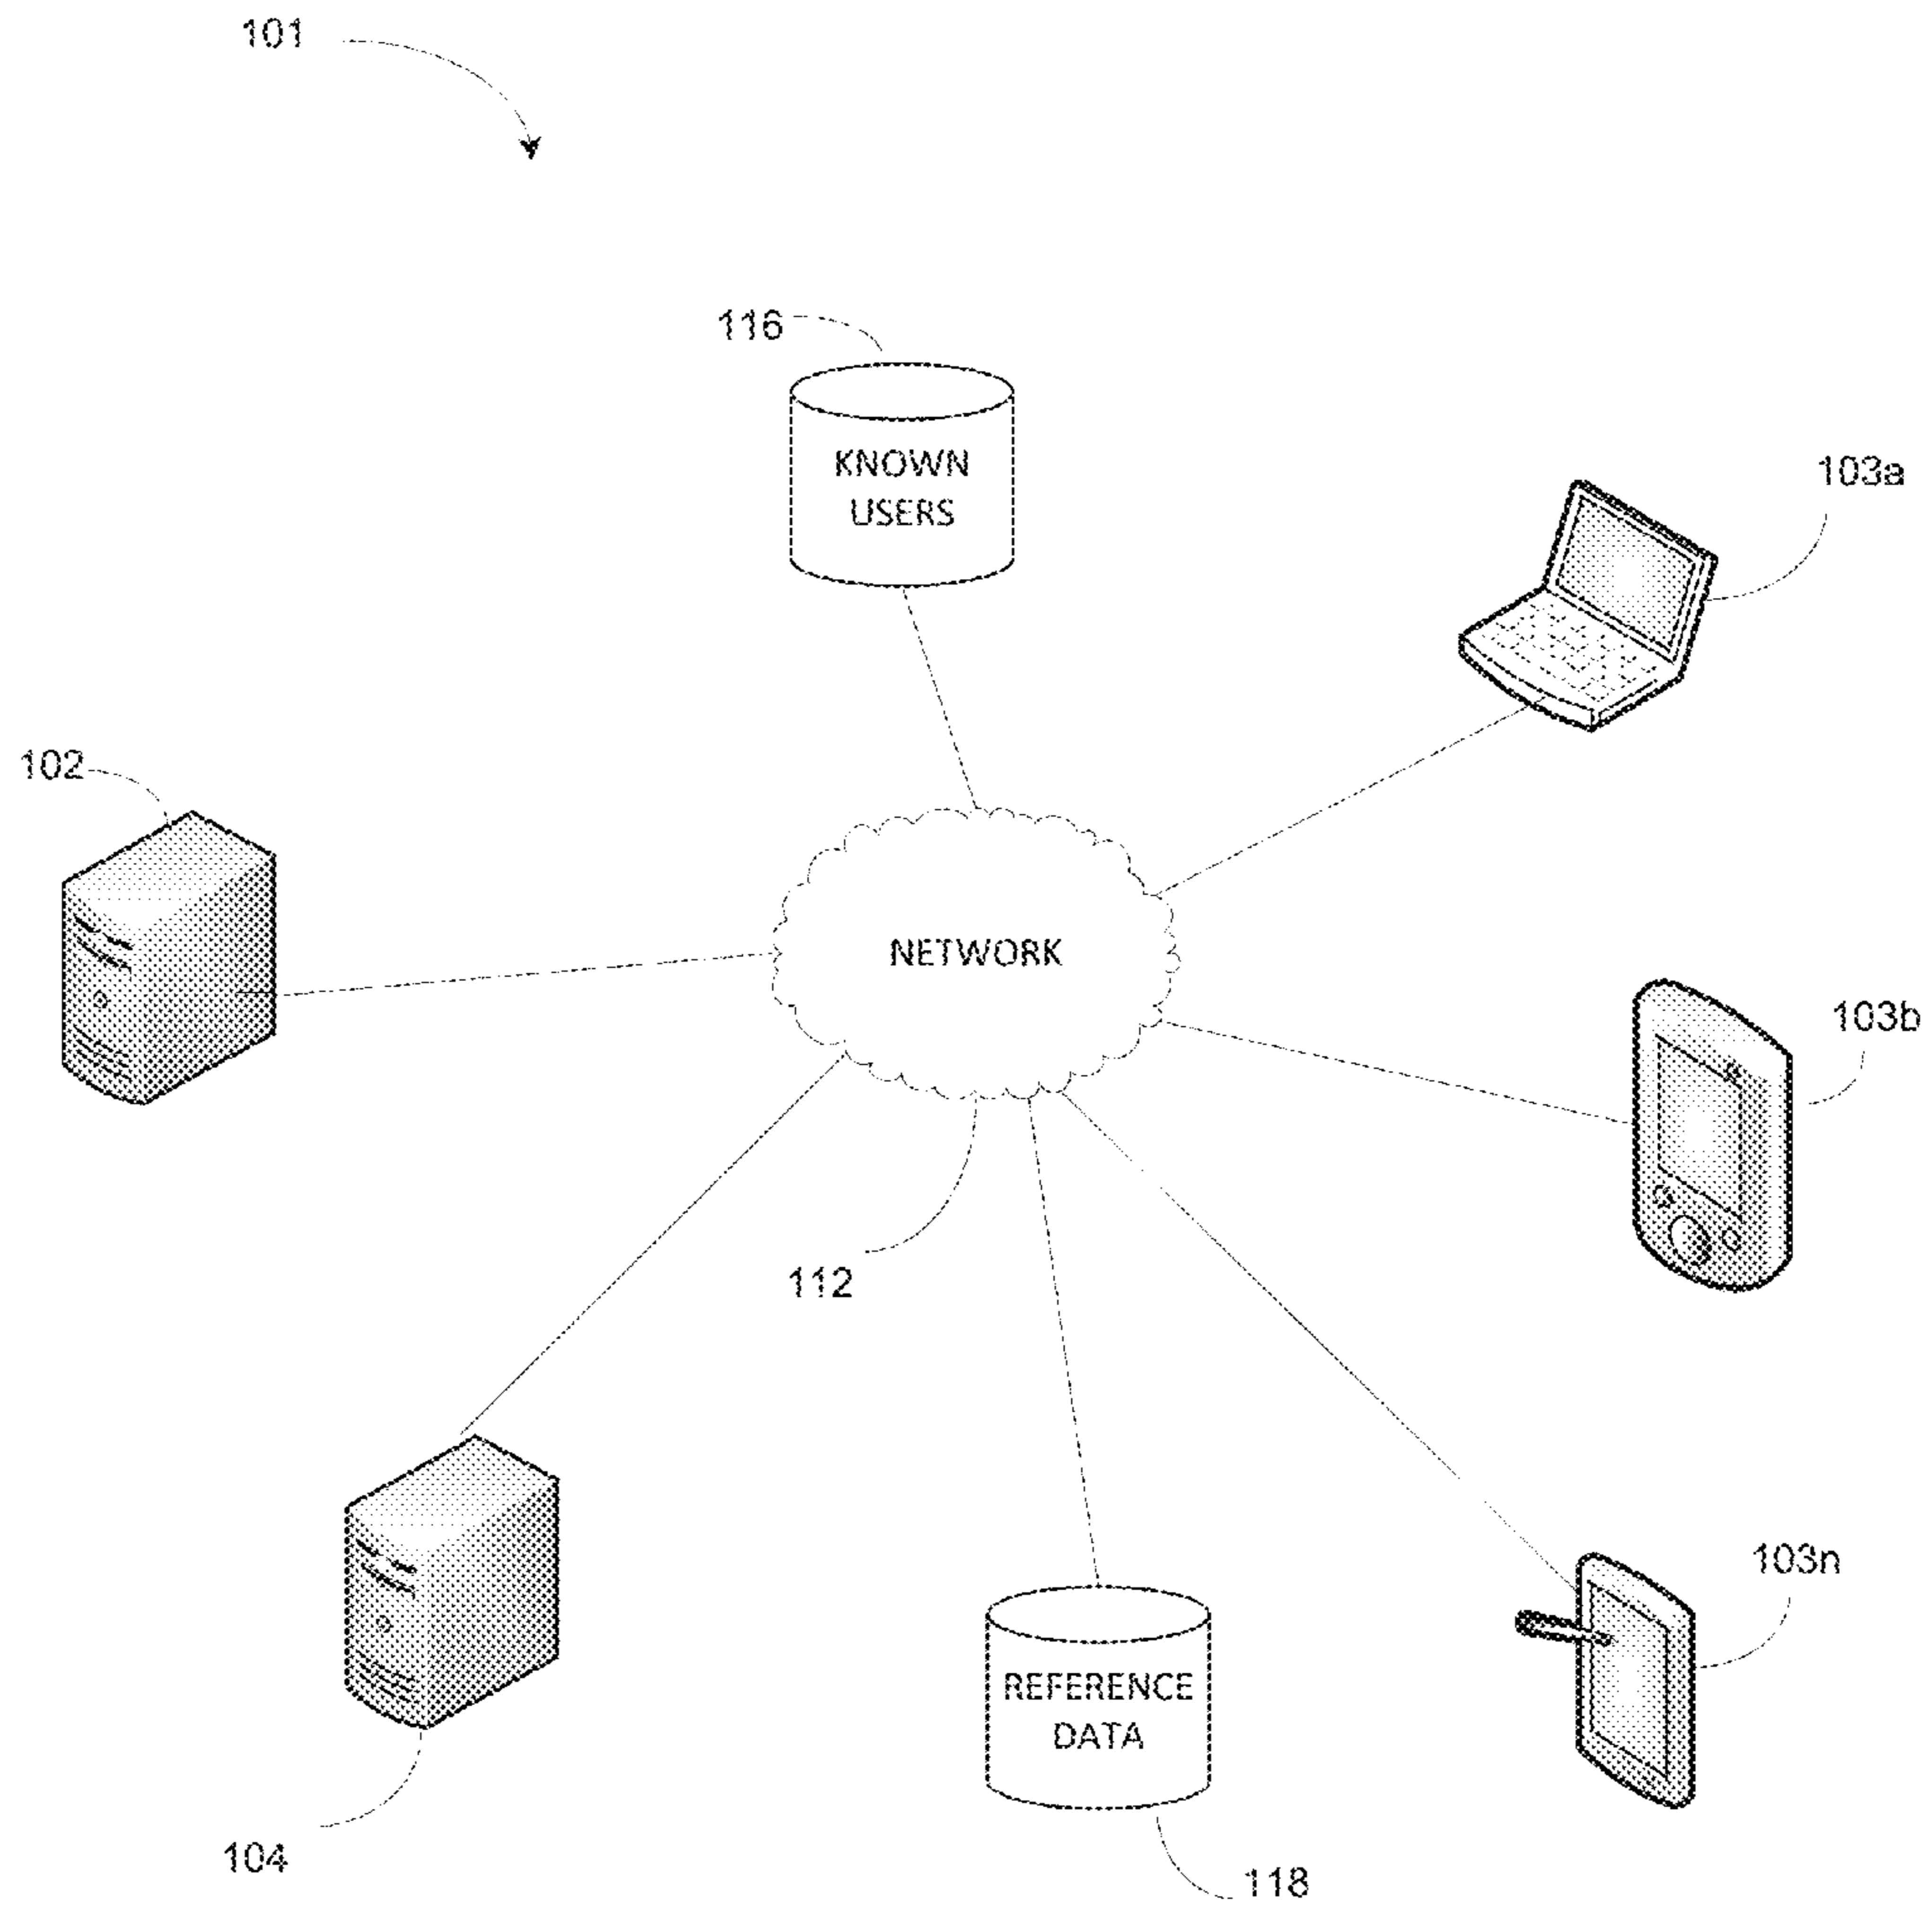 101
116
KNOWN
USERS
103a
102
NETWORK
103b
112
103n
REFERENCE
DATA
104
118